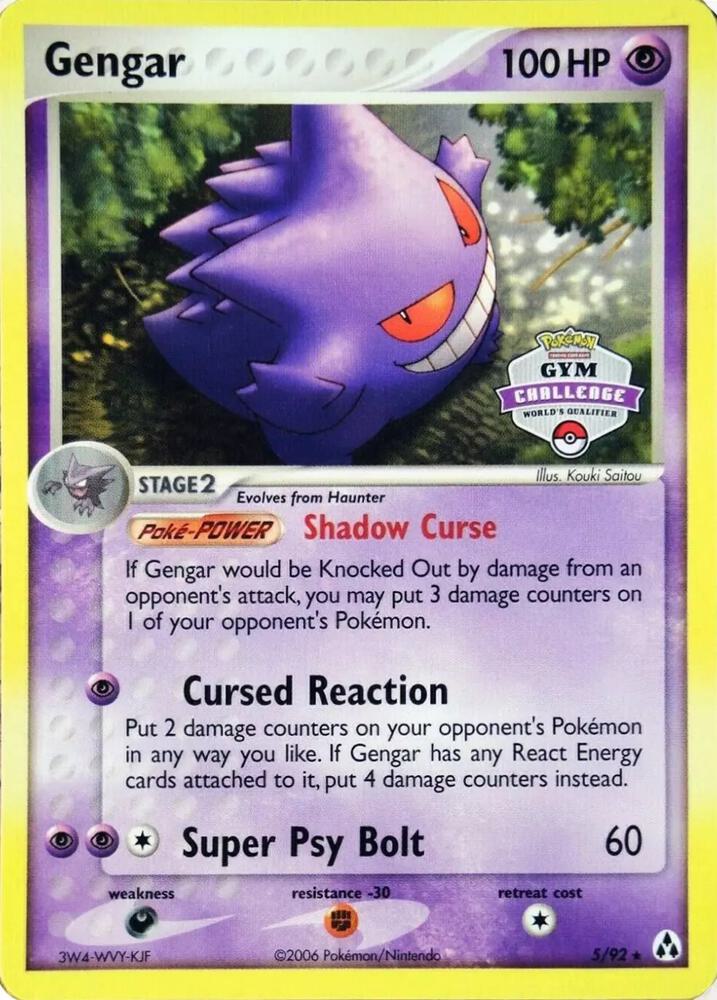 Gengar
100 HP
Pokémon
TRADING CARD GAME
GYM
CHALLENGE
WORLD'S QUALIFIER
Illus. Kouki Saitou
STAGE2
Evolves from Haunter
Poké-POWER Shadow Curse
If Gengar would be Knocked Out by damage from an
opponent's attack, you may put 3 damage counters on
1 of your opponent's Pokémon.
Cursed Reaction
Put 2 damage counters on your opponent's Pokémon
in any way you like. If Gengar has any React Energy
cards attached to it, put 4 damage counters instead.
Super Psy Bolt 60
weakness resistance -30 retreat cost
3W4-WVY-KJF ©2006 Pokémon/Nintendo 5/92 ★